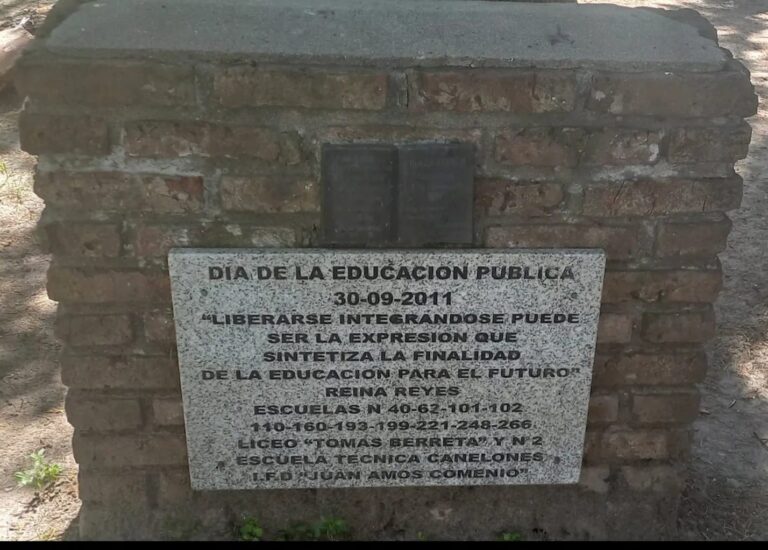 DIA DE LA EDUCACION PUBLICA
30-09-2011
“LIBERARSE INTEGRANDOSE PUEDE
SER LA EXPRESION QUE
SINTETIZA LA FINALIDAD
DE LA EDUCACION PARA EL FUTURO”
REINA REYES
ESCUELAS N 40-62-101-102
110-160-193-199-221-248-266
LICEO “TOMAS BERRETA” Y N 2
ESCUELA TECNICA CANELONES
I.F.D “JUAN AMOS COMENIO”